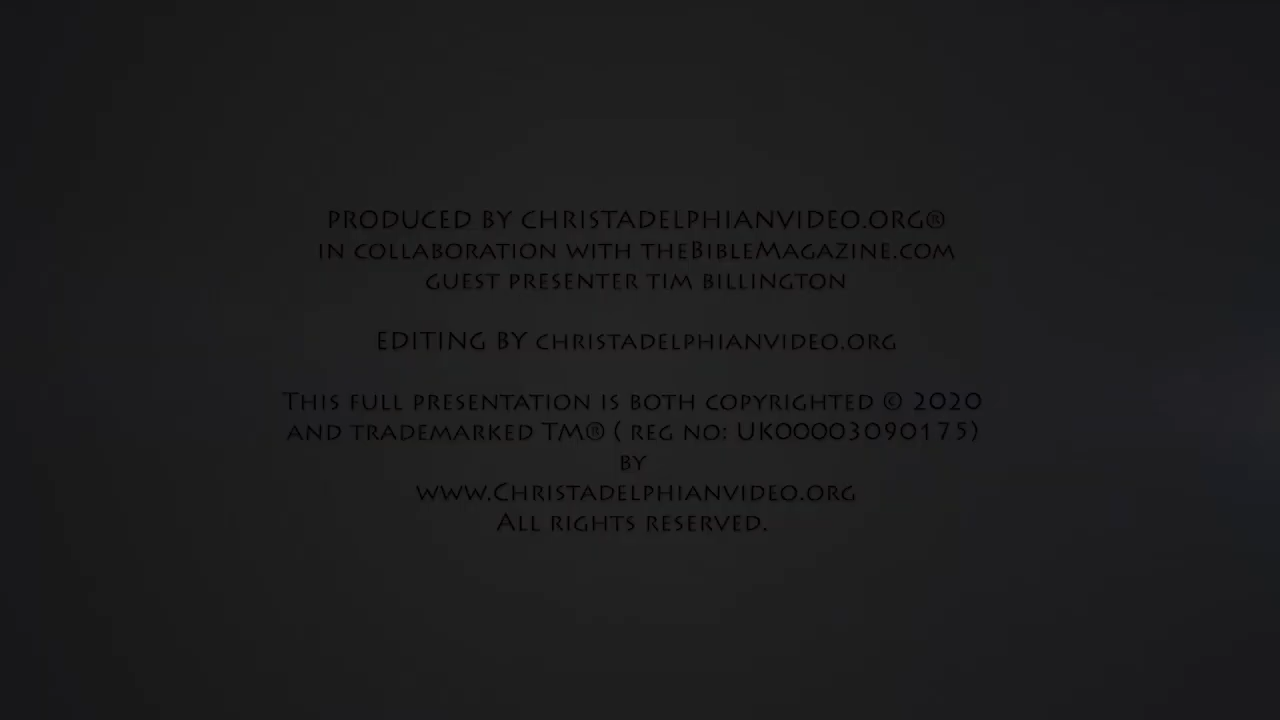 PRODUCED BY CHRISTADELPHIANVIDEO.ORG®
IN COLLABORATION WITH THEBIBLEMAGAZINE.COM
GUEST PRESENTER TIM BILLINGTON
EDITING BY CHRISTADELPHIANVIDEO.ORG
THIS FULL PRESENTATION IS BOTH COPYRIGHTED © 2020
AND TRADEMARKED TM® ( REG NO: UK00003090175)
BY
WWW.CHRISTADELPHIANVIDEO.ORG
ALL RIGHTS RESERVED.